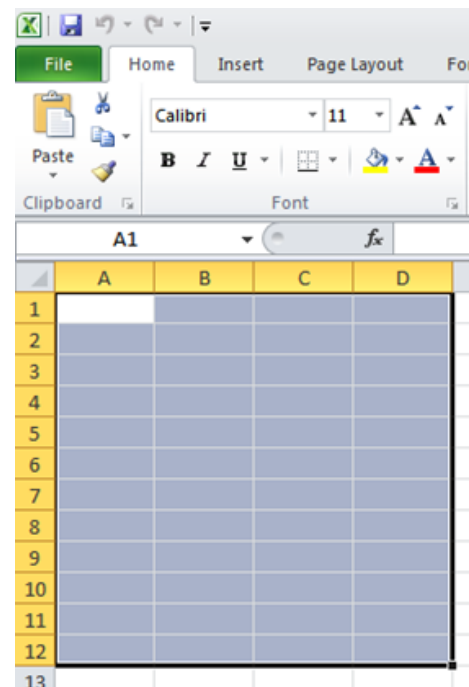 File Home Insert Page Layout Fo
Calibri 11 A A
Paste B I U A
Clipboard Font
A1 fx
A B C D
1
2
3
4
5
6
7
8
9
10
11
12
13